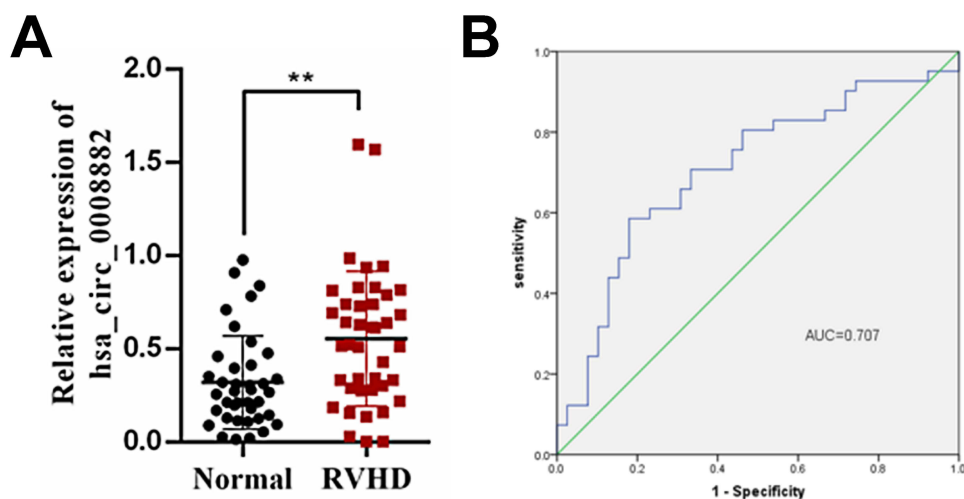 A
Relative expression of
hsa_circ_0008882
2.0
1.5
1.0
0.5
0.0
**
Normal
RVHD
B
sensitivity
1.0
0.8
0.6
0.4
0.2
0.0
AUC=0.707
0.0
0.2
0.4
0.6
0.8
1.0
1 - Specificity